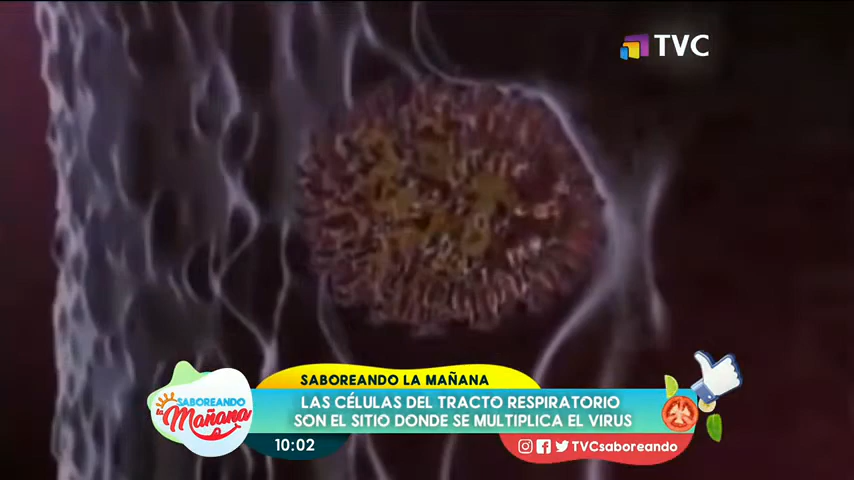 TVC
SABOREANDO LA MAÑANA
SABOREANDO
la Mañana
LAS CÉLULAS DEL TRACTO RESPIRATORIO
SON EL SITIO DONDE SE MULTIPLICA EL VIRUS
10:02
TVCsaboreando